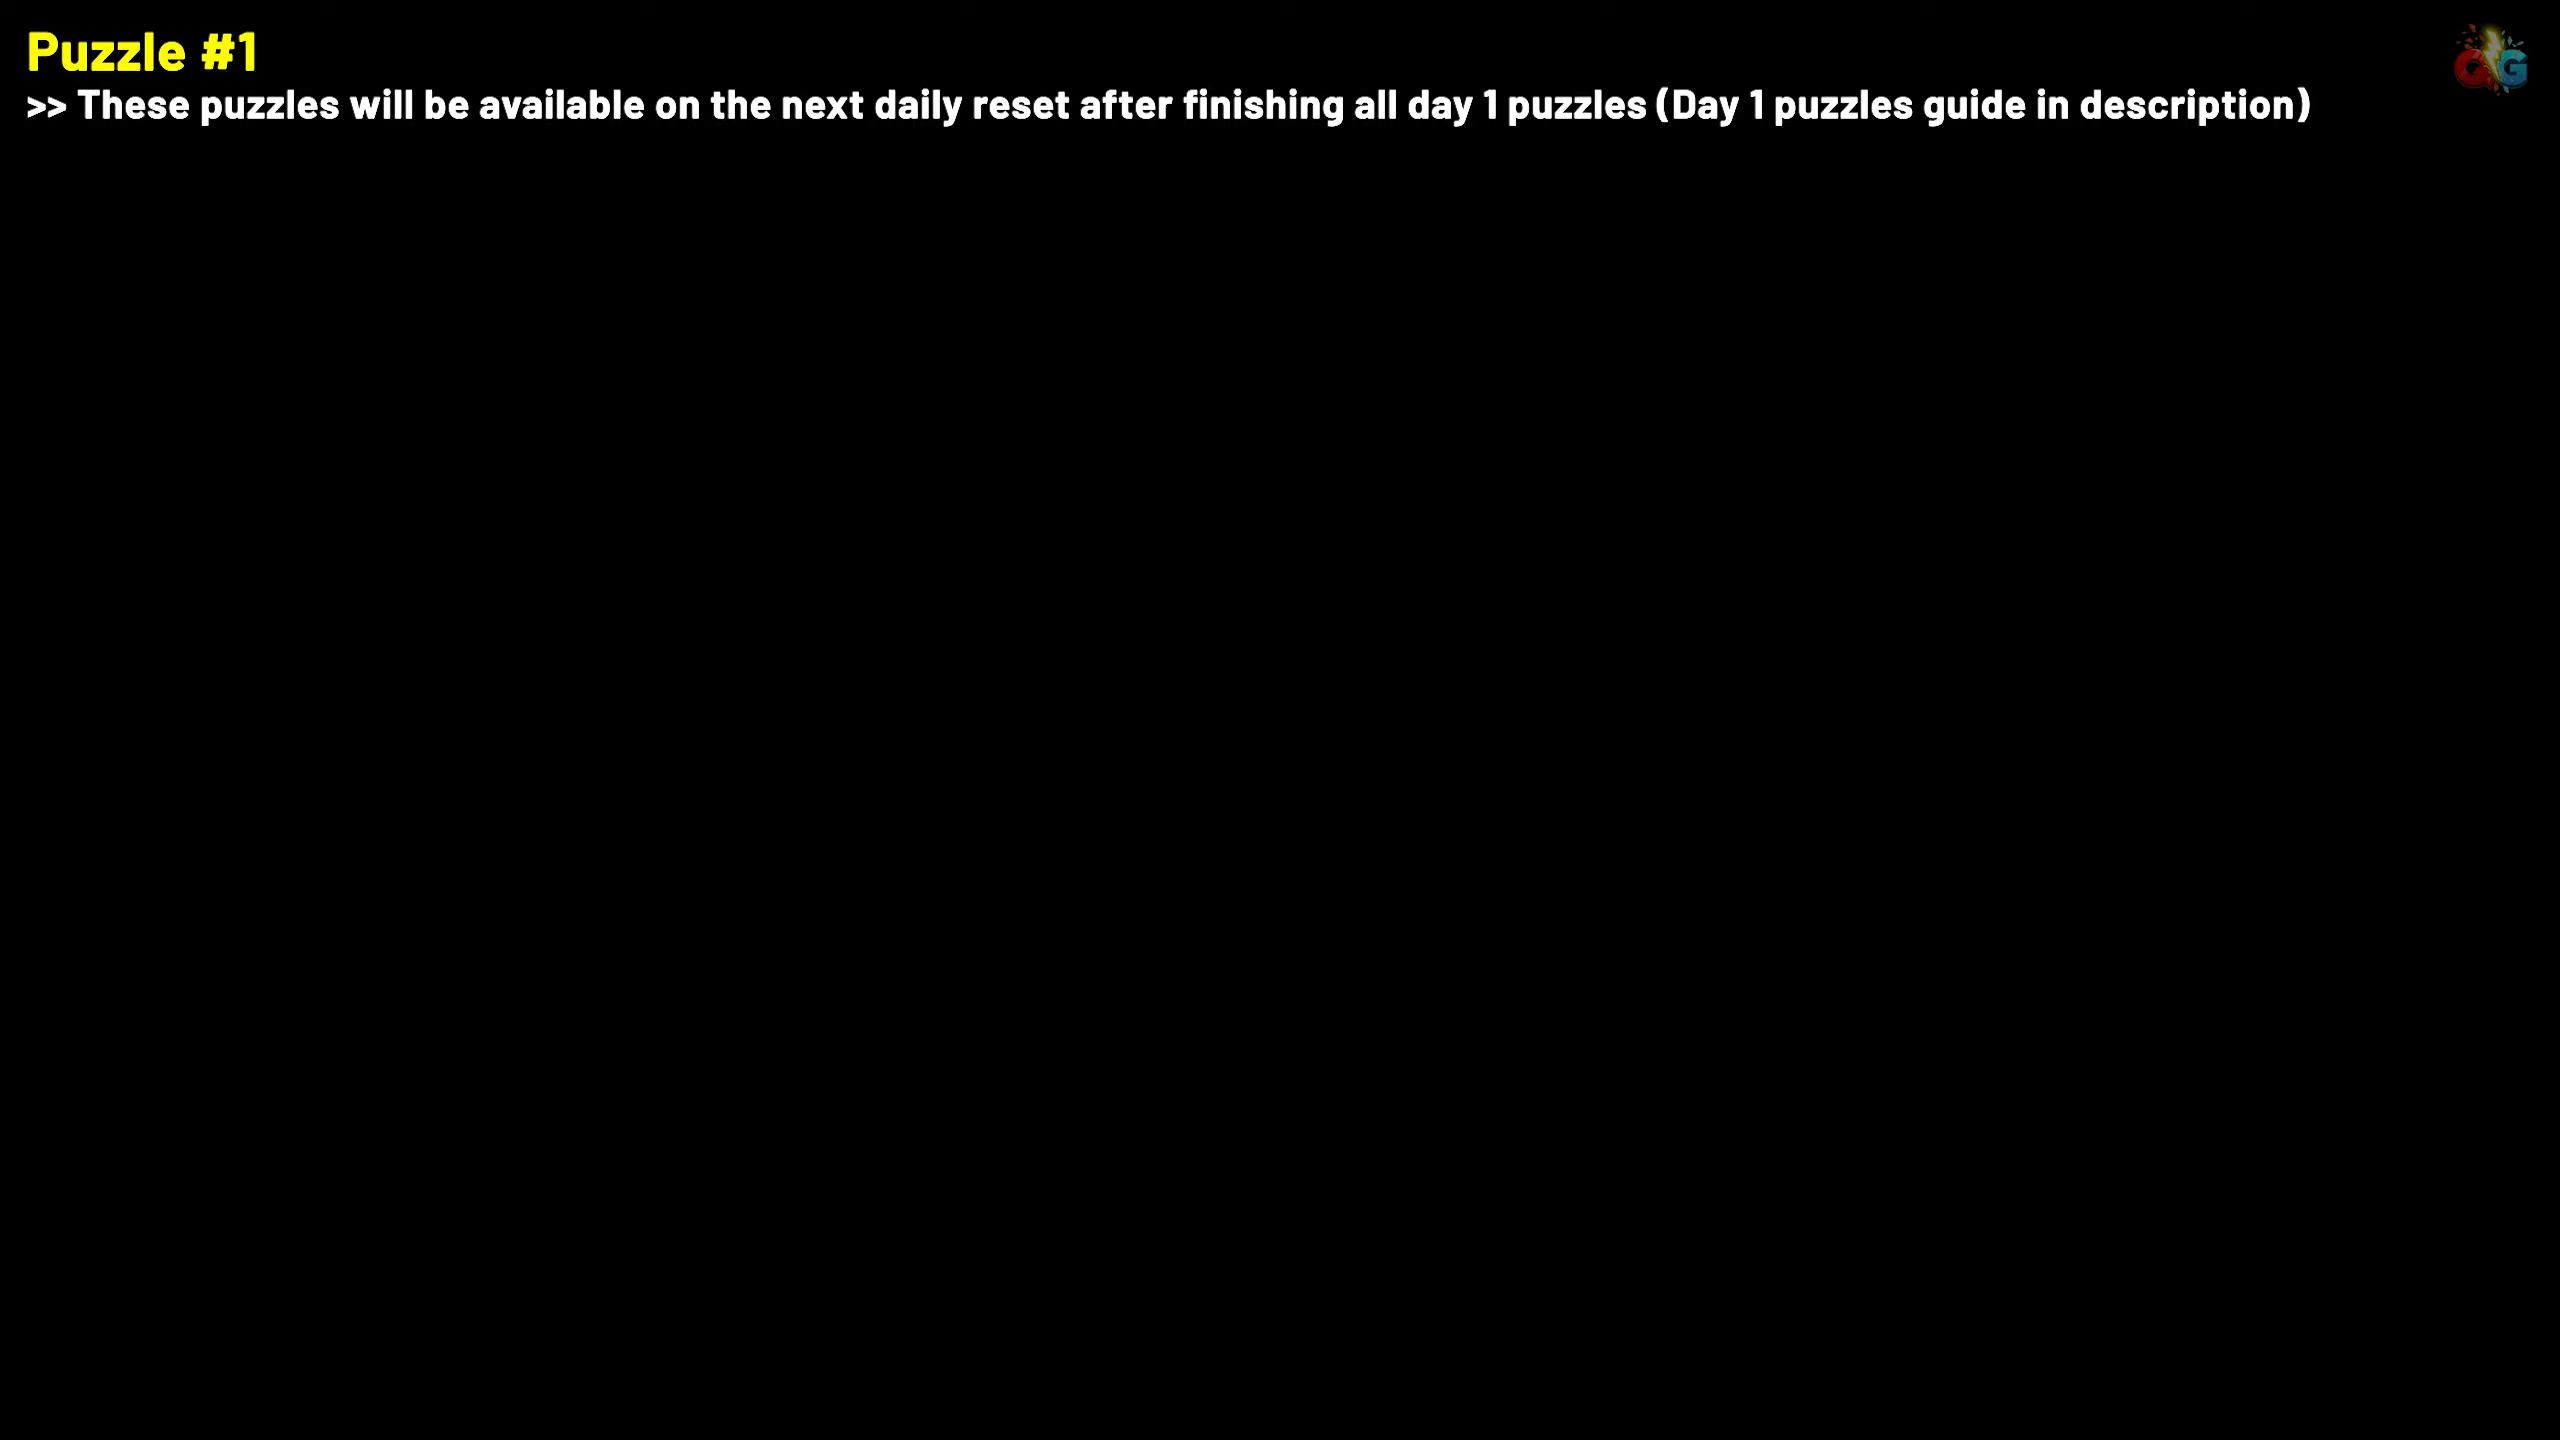 Puzzle #1
>> These puzzles will be available on the next daily reset after finishing all day 1 puzzles (Day 1 puzzles guide in description)